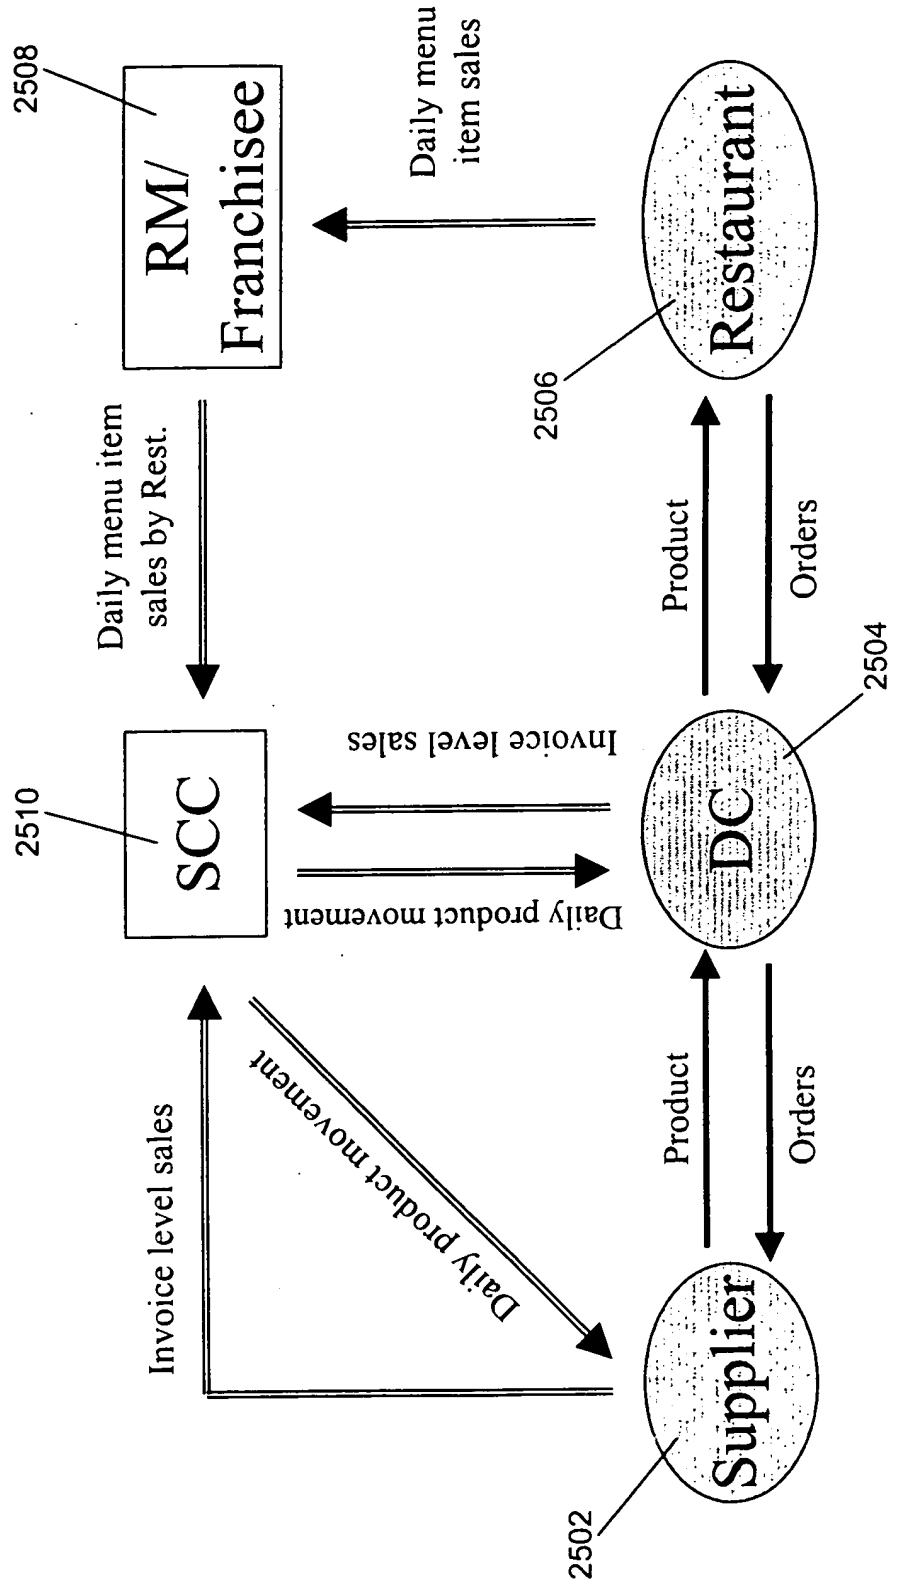 2510
2508
SCC
RM/
Franchisee
Daily menu item
sales by Rest.
Invoice level sales
Daily product movement
Daily product movement
Invoice level sales
Daily menu
item sales
2506
Supplier
Product
Orders
DC
Product
Orders
Restaurant
2502
2504